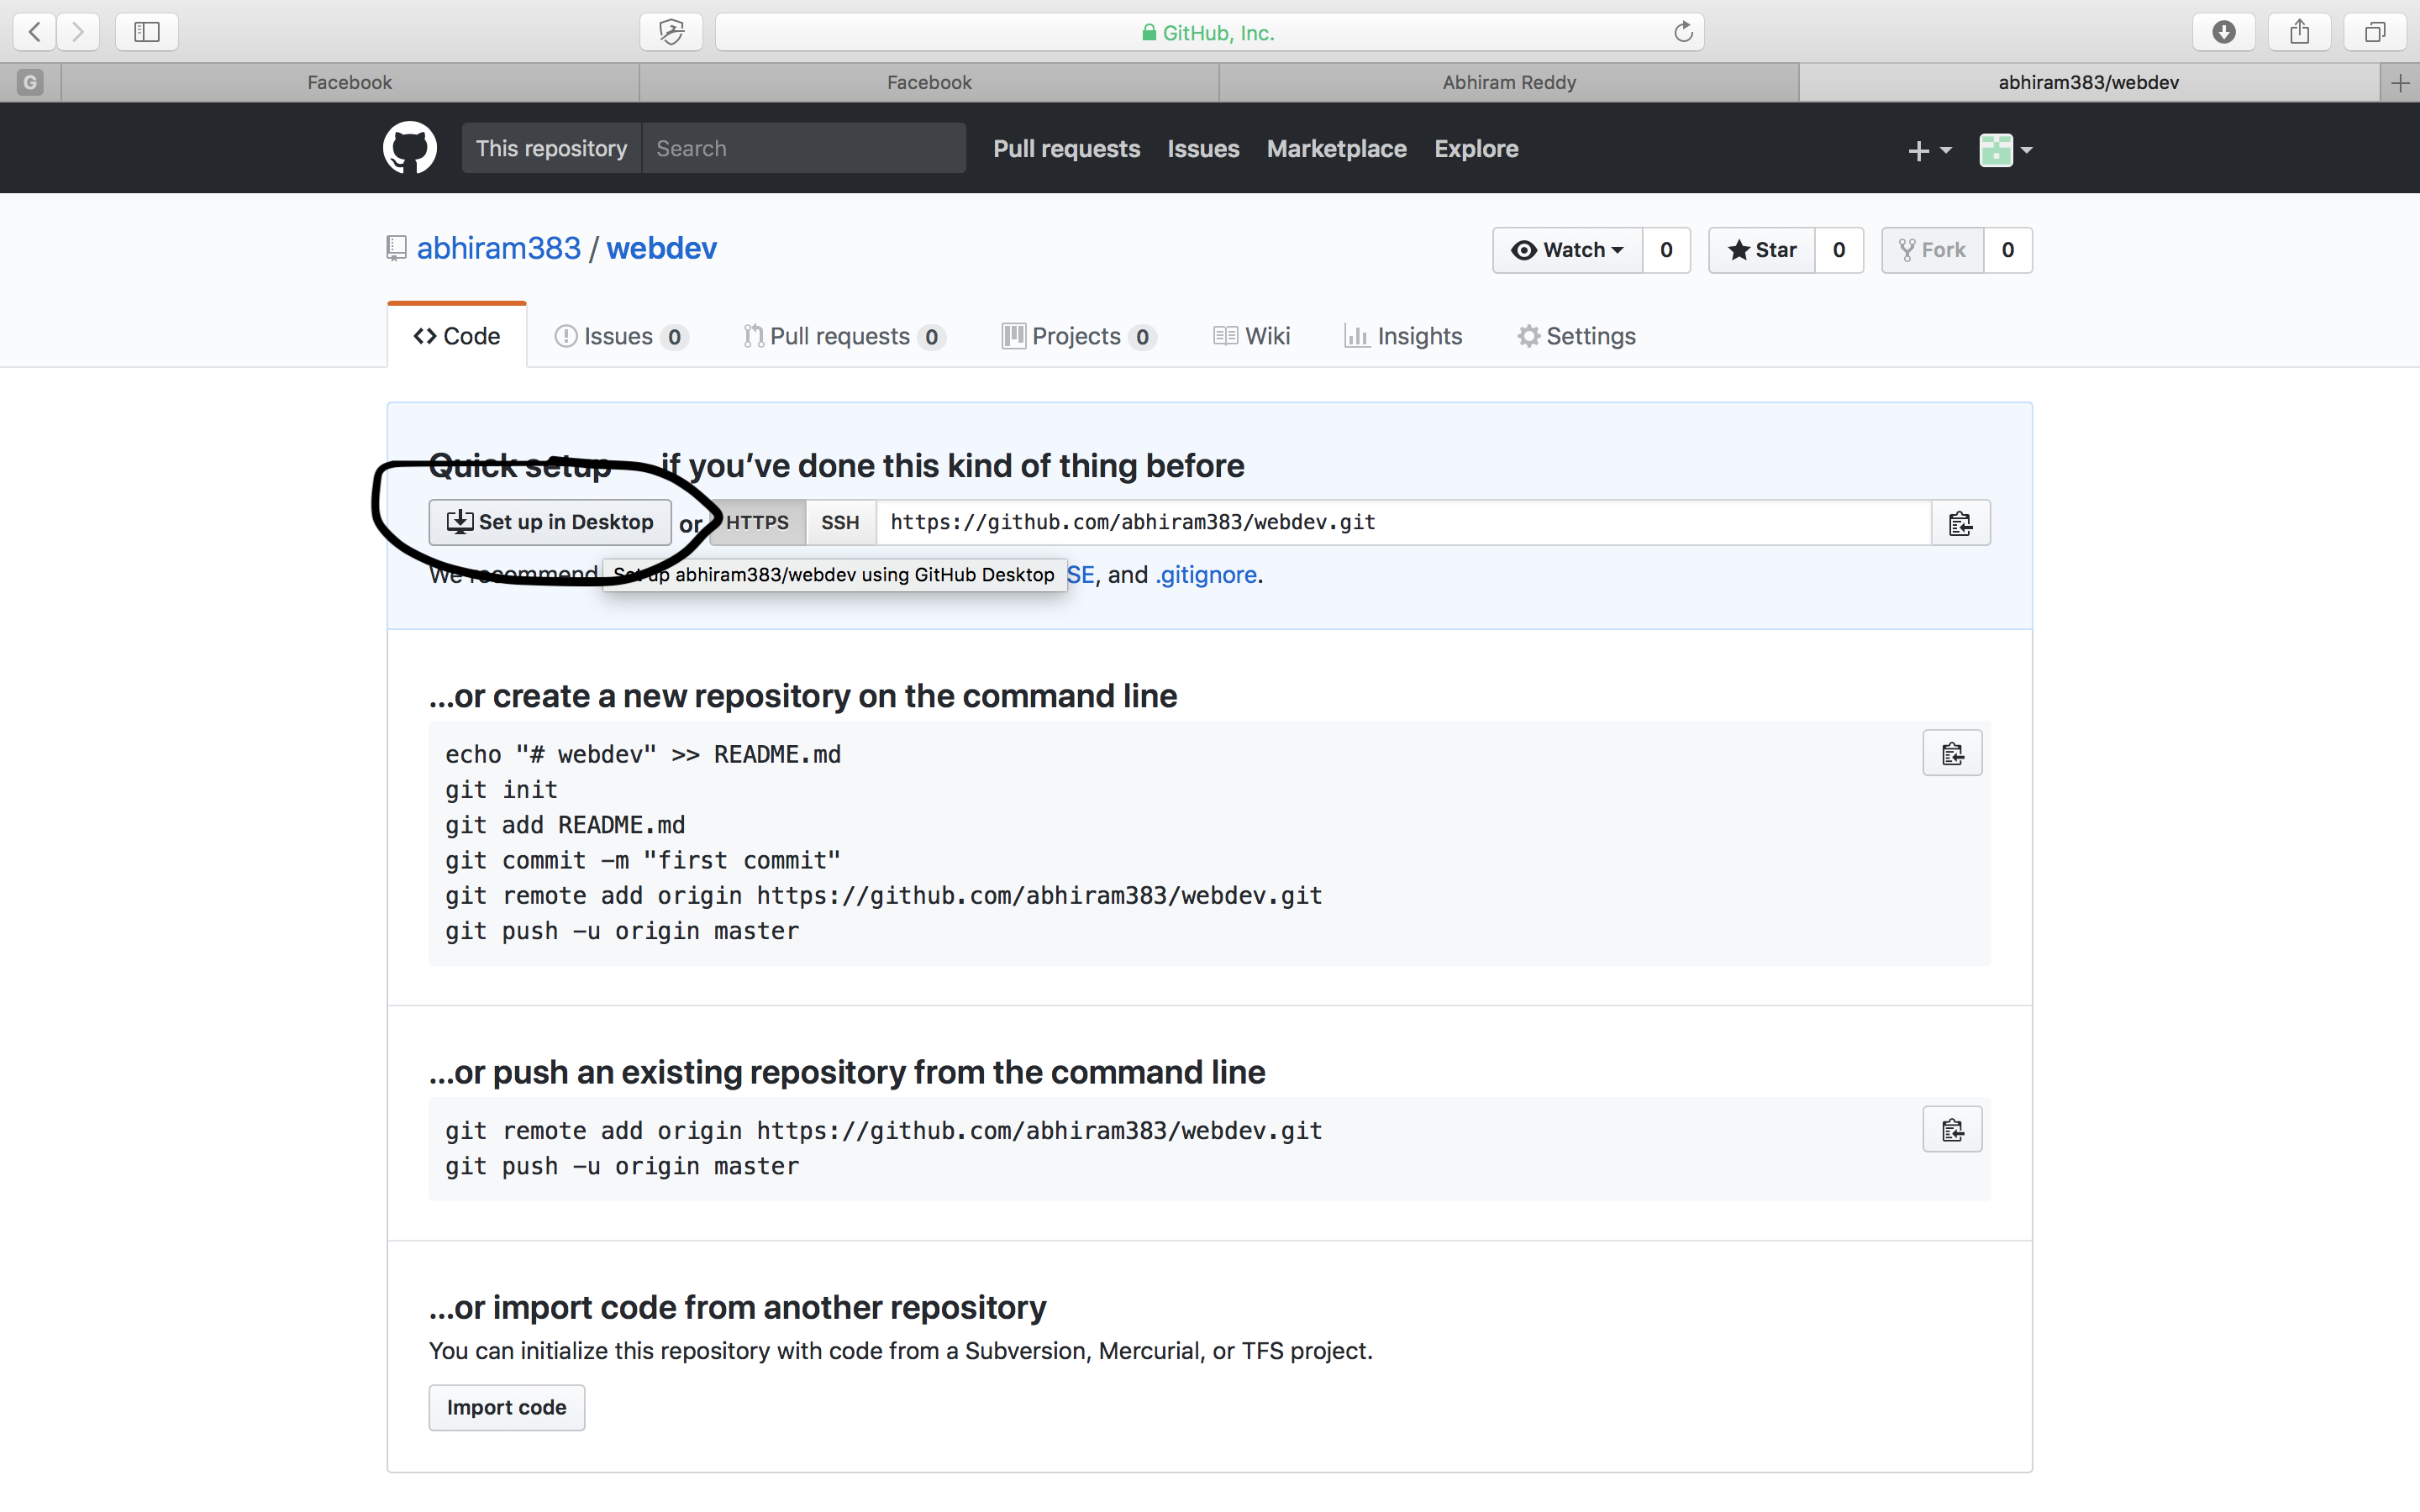 GitHub, Inc.
G
Facebook
Facebook
Abhiram Reddy
abhiram383/webdev
This repository
Search
Pull requests
Issues
Marketplace
Explore
abhiram383 / webdev
Watch
0
Star
0
Fork
0
Code
Issues 0
Pull requests 0
Projects 0
Wiki
Insights
Settings
Quick setup — if you’ve done this kind of thing before
Set up in Desktop
or
HTTPS
SSH
https://github.com/abhiram383/webdev.git
We recommend SE, and .gitignore.
Set up abhiram383/webdev using GitHub Desktop
…or create a new repository on the command line
echo "# webdev" >> README.md
git init
git add README.md
git commit -m "first commit"
git remote add origin https://github.com/abhiram383/webdev.git
git push -u origin master
…or push an existing repository from the command line
git remote add origin https://github.com/abhiram383/webdev.git
git push -u origin master
…or import code from another repository
You can initialize this repository with code from a Subversion, Mercurial, or TFS project.
Import code